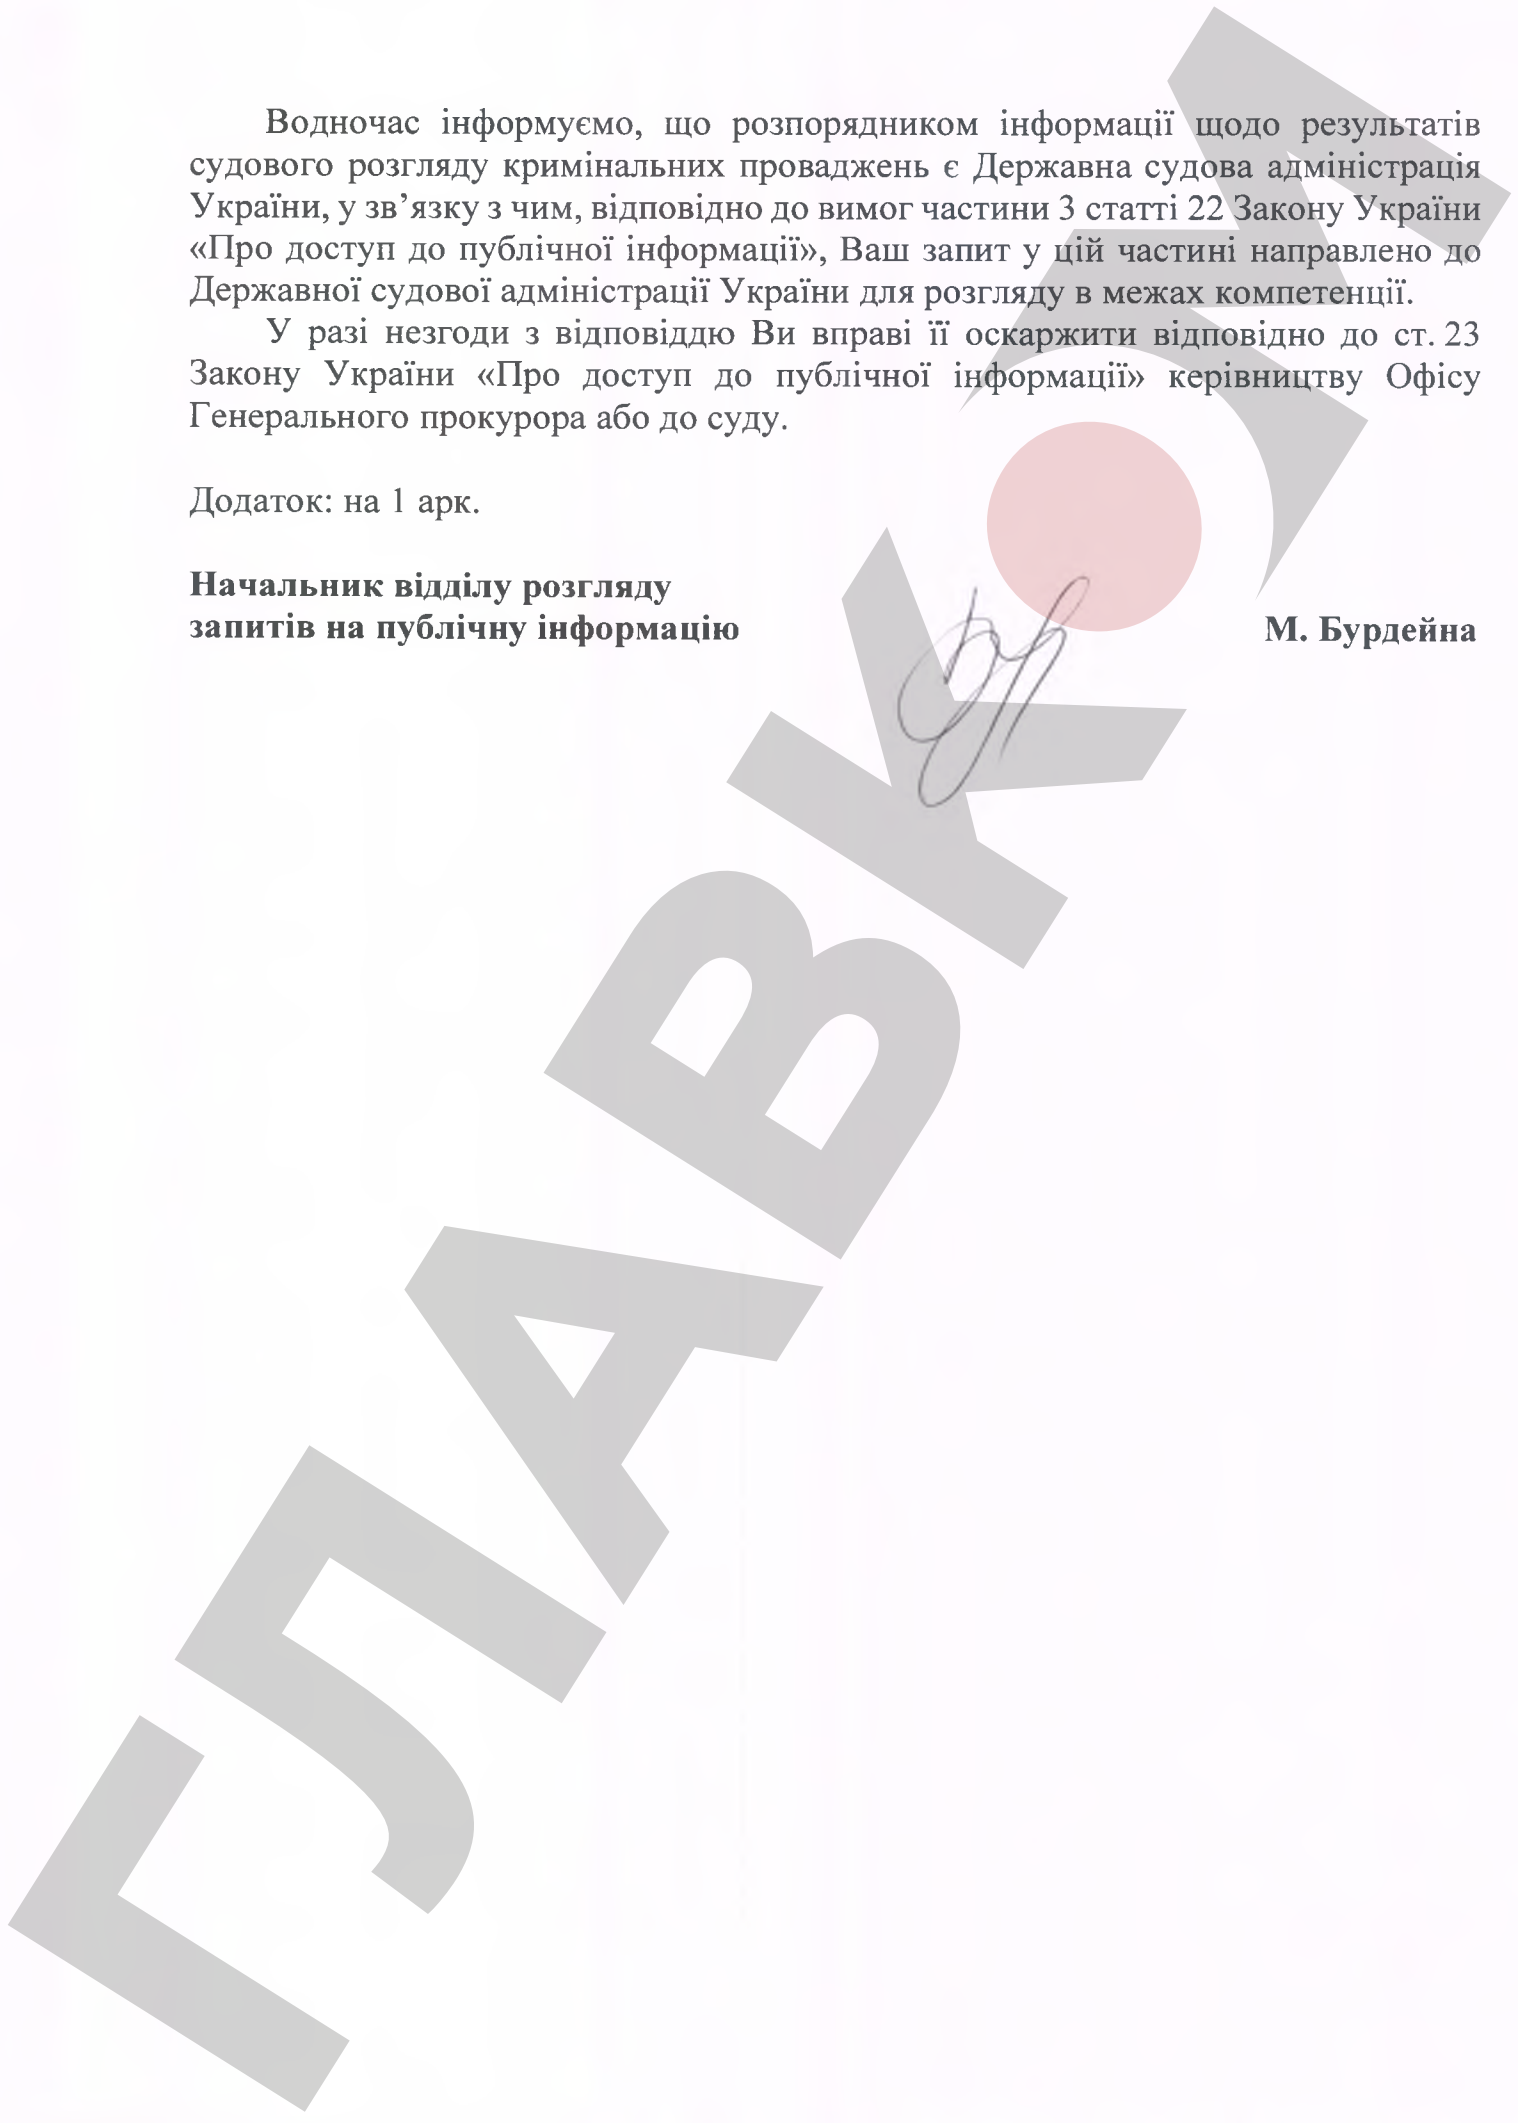 Водночас інформуємо, що розпорядником інформації щодо результатів
судового розгляду кримінальних проваджень є Державна судова адміністрація
України, у зв’язку з чим, відповідно до вимог частини 3 статті 22 Закону України
«Про доступ до публічної інформації», Ваш запит у цій частині направлено до
Державної судової адміністрації України для розгляду в межах компетенції.
У разі незгоди з відповіддю Ви вправі її оскаржити відповідно до ст. 23
Закону України «Про доступ до публічної інформації» керівництву Офісу
Генерального прокурора або до суду.
Додаток: на 1 арк.
Начальник відділу розгляду
запитів на публічну інформацію
М. Бурдейна
ГЛАВКОМ